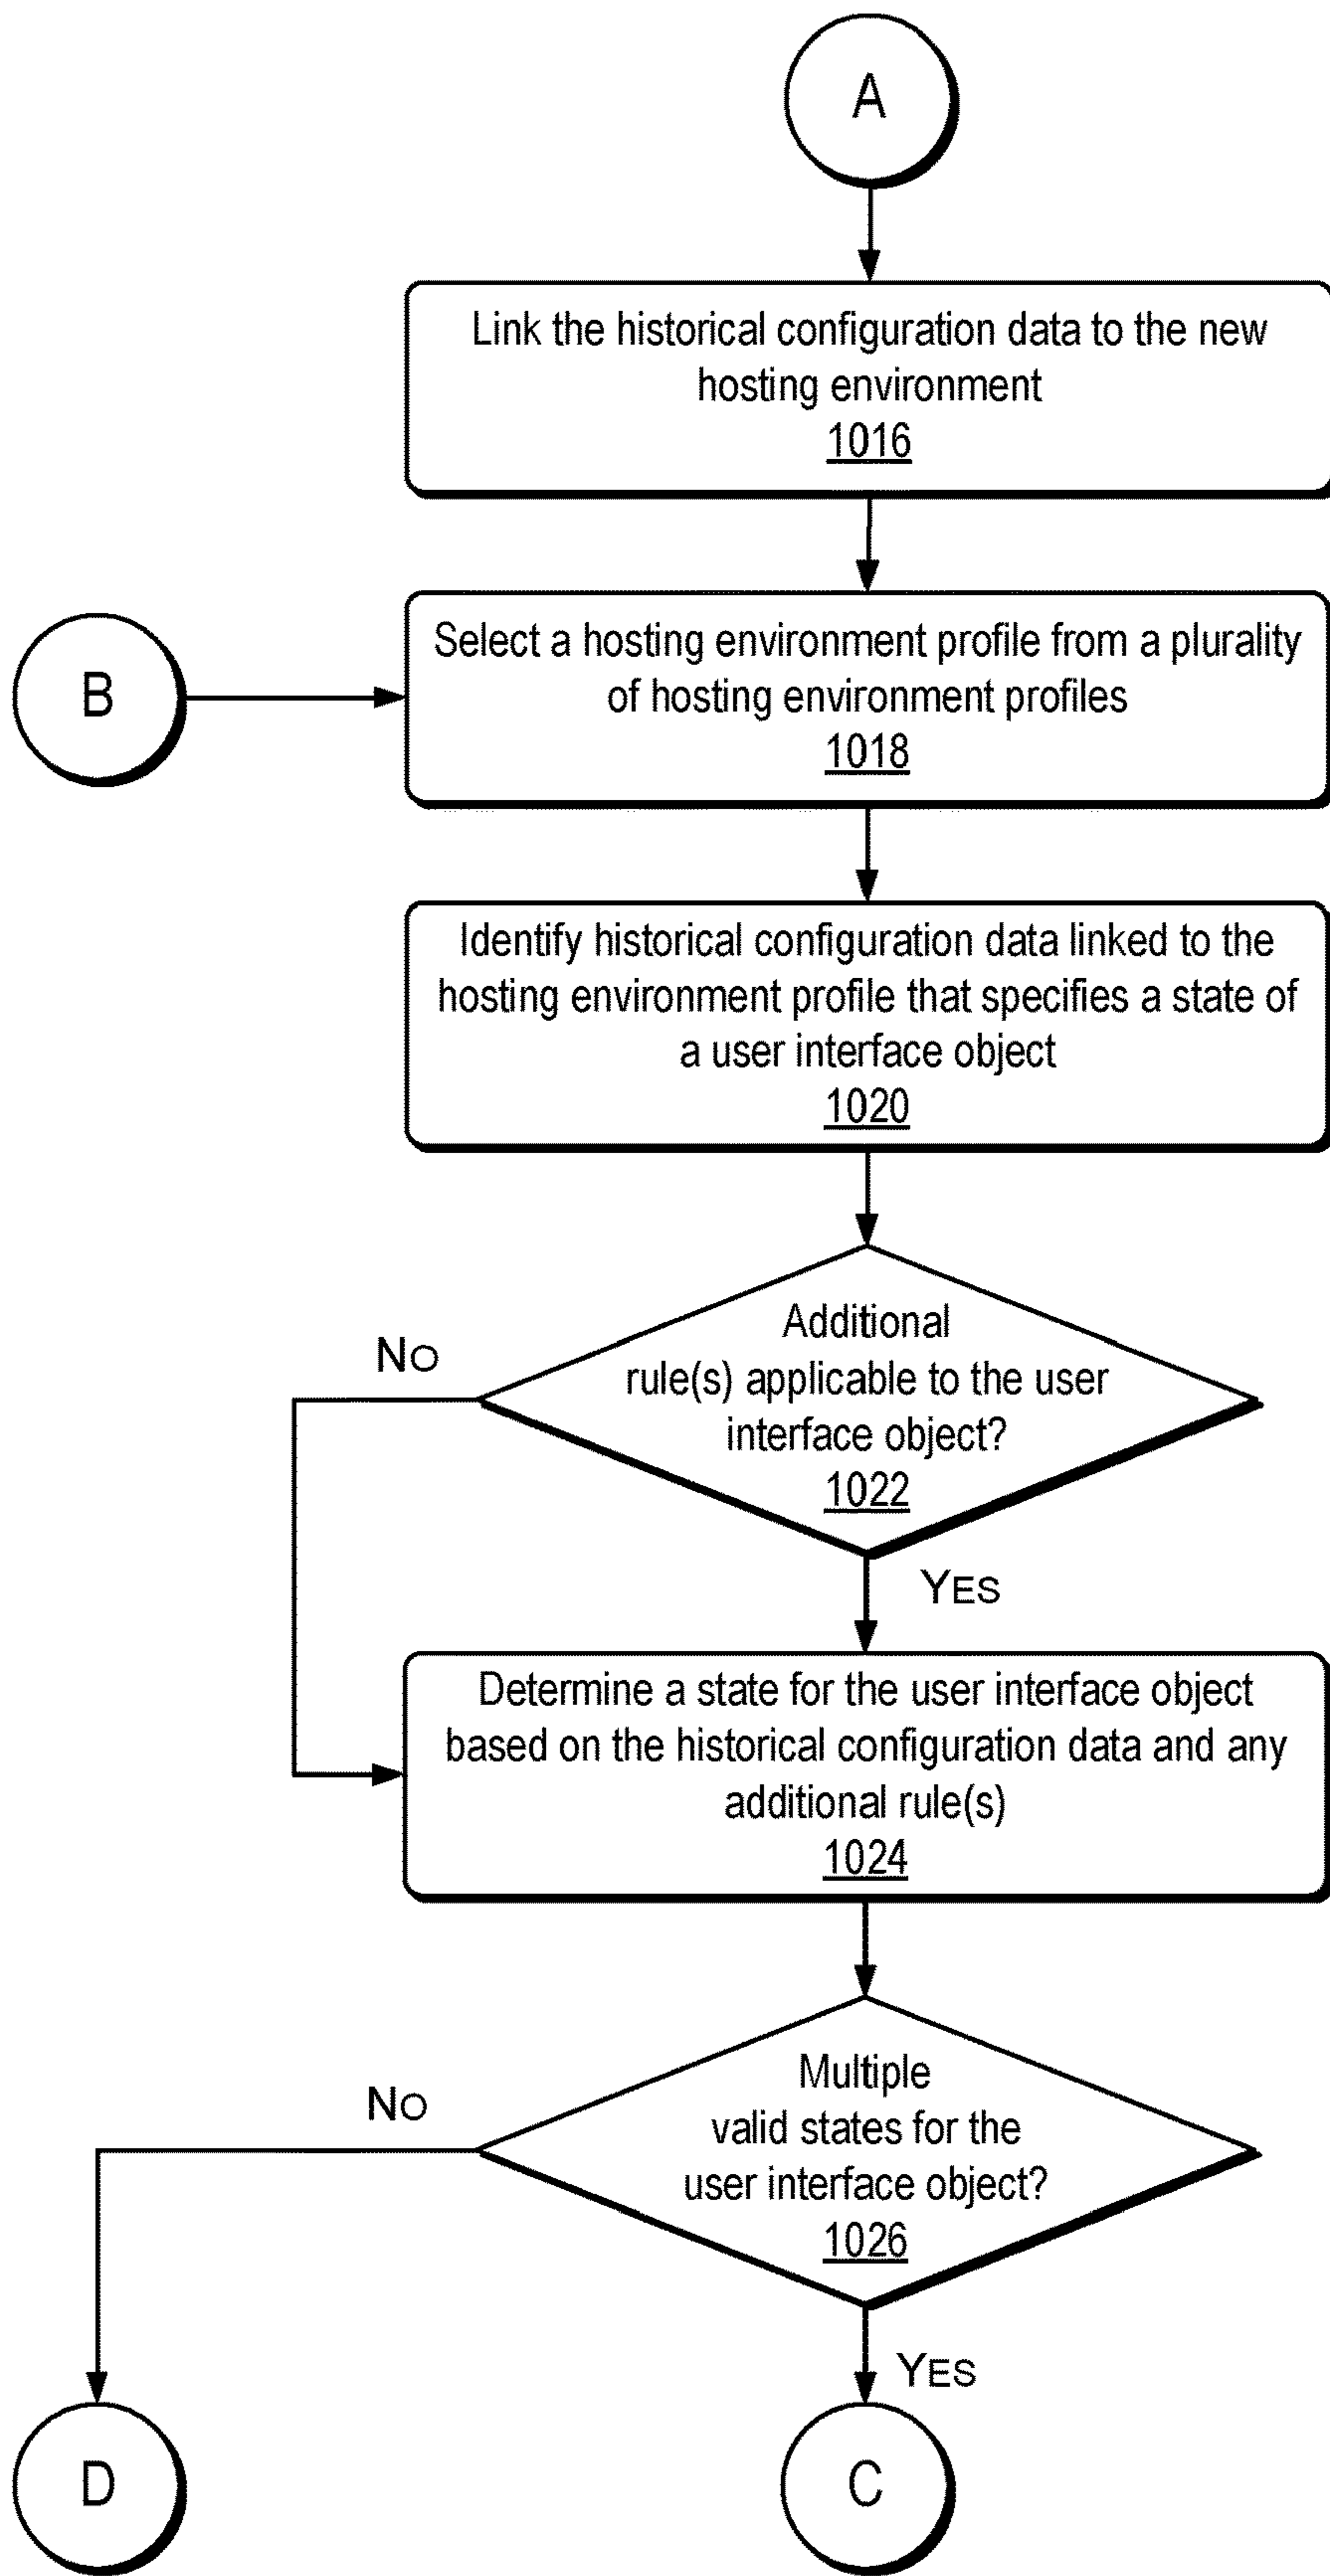 A
Link the historical configuration data to the new
hosting environment
1016
B
Select a hosting environment profile from a plurality
of hosting environment profiles
1018
Identify historical configuration data linked to the
hosting environment profile that specifies a state of
a user interface object
1020
Additional
rule(s) applicable to the user
interface object?
1022
NO
YES
Determine a state for the user interface object
based on the historical configuration data and any
additional rule(s)
1024
Multiple
valid states for the
user interface object?
1026
NO
YES
D
C